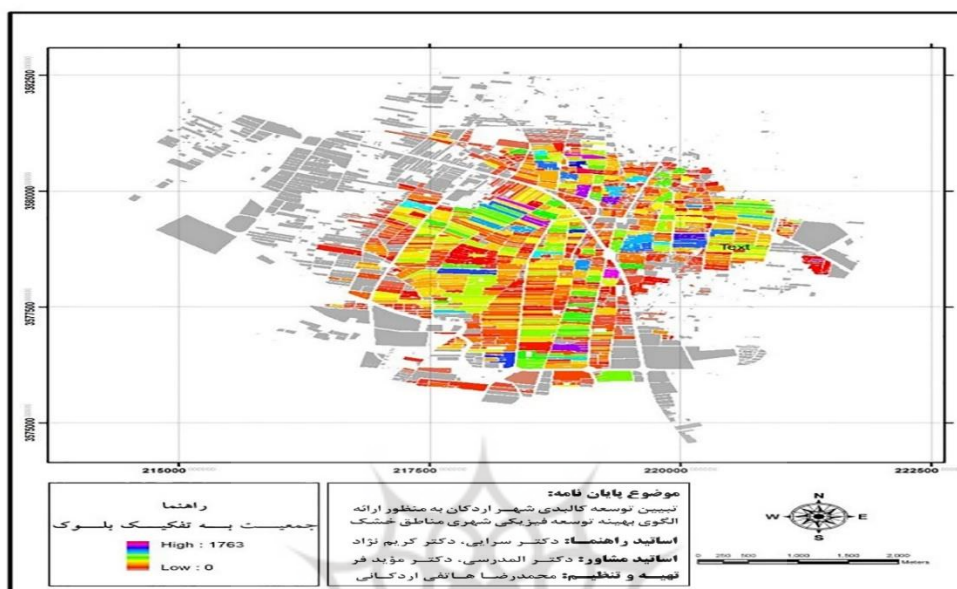 3582500
3580000
3577500
3575000
215000
217500
220000
222500
Text
راهنما
جمعیت به تفکیک بلوک
High : 1763
Low : 0
موضوع پایان نامه:
تبیین توسعه کالبدی شهر اردکان به منظور ارائه
الگوی بهینه توسعه فیزیکی شهری مناطق خشک
اساتید راهنما: دکتر سرایی، دکتر کریم نژاد
اساتید مشاور: دکتر المدرسی، دکتر مؤید فر
تهیه و تنظیم: محمدرضا هاتفی اردکانی
N
W E
S
0 250 500 1,000 1,500 2,000
Meters